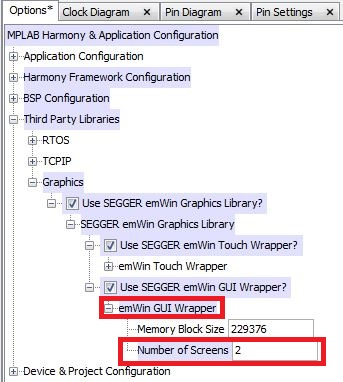 Options* Clock Diagram Pin Diagram Pin Settings
MPLAB Harmony & Application Configuration
Application Configuration
Harmony Framework Configuration
BSP Configuration
Third Party Libraries
RTOS
TCPIP
Graphics
Use SEGGER emWin Graphics Library?
SEGGER emWin Graphics Library
Use SEGGER emWin Touch Wrapper?
emWin Touch Wrapper
Use SEGGER emWin GUI Wrapper?
emWin GUI Wrapper
Memory Block Size 229376
Number of Screens 2
Device & Project Configuration